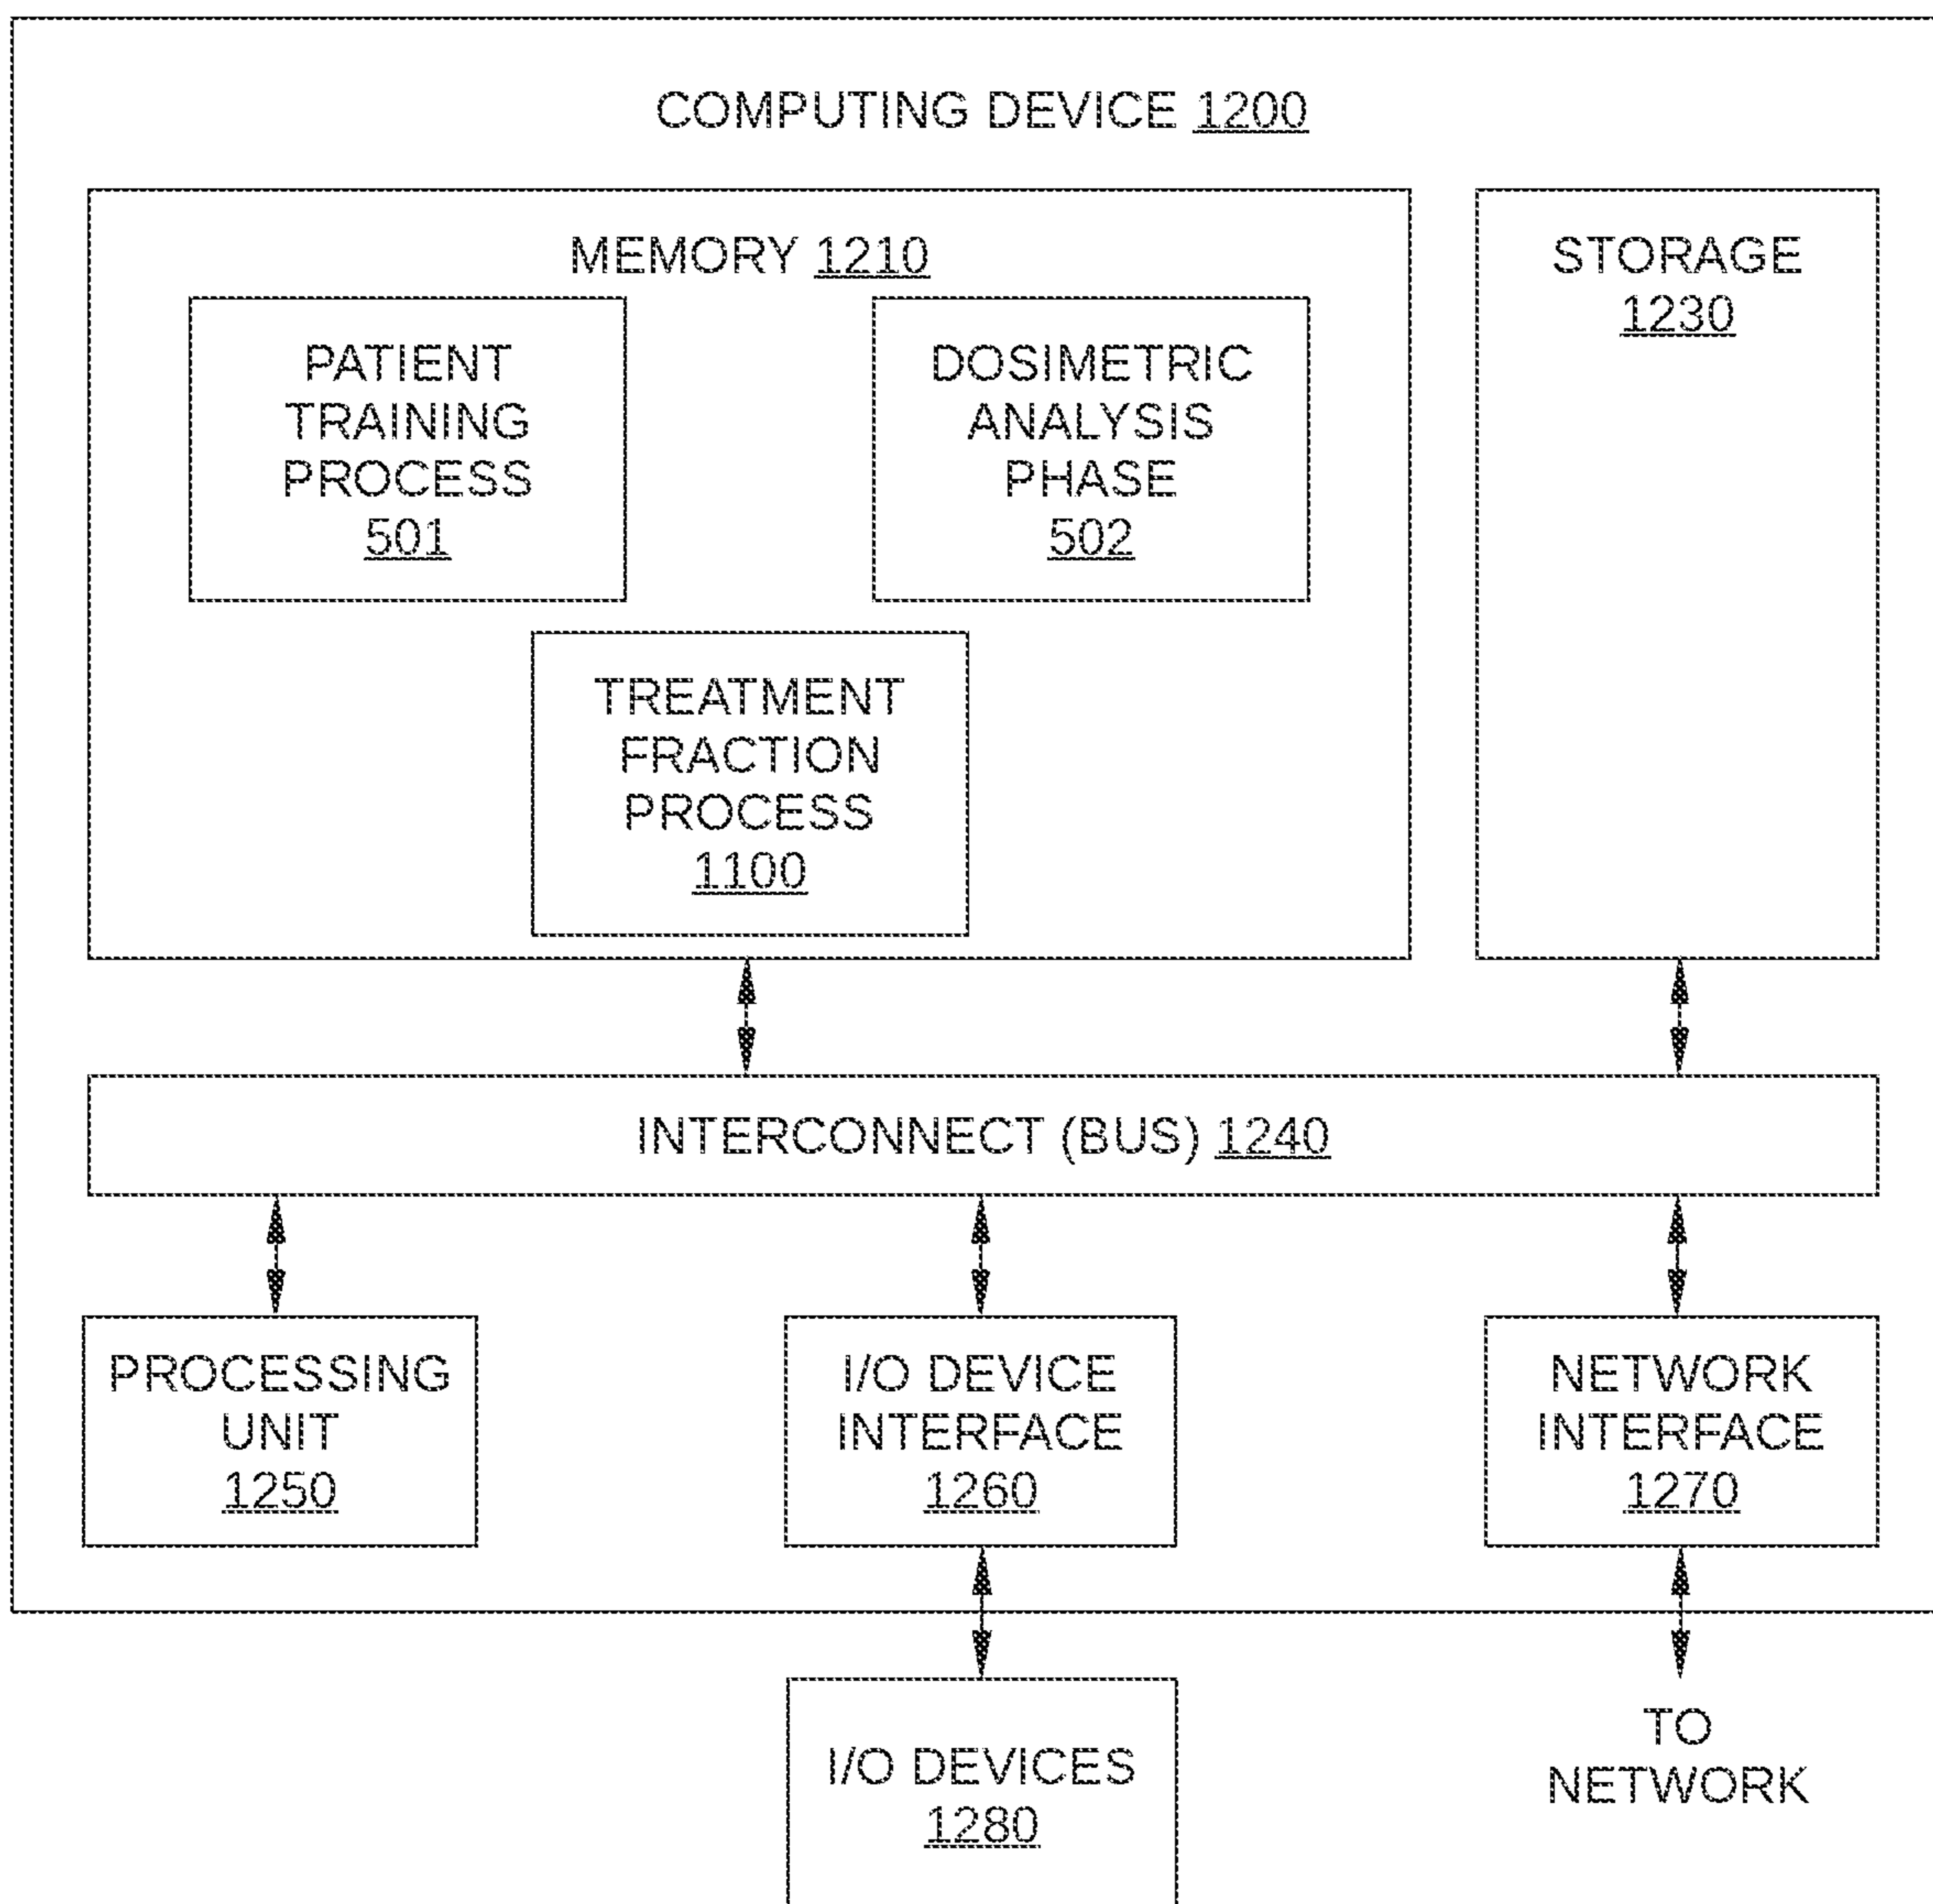 COMPUTING DEVICE 1200
MEMORY 1210
PATIENT
TRAINING
PROCESS
501
DOSIMETRIC
ANALYSIS
PHASE
502
TREATMENT
FRACTION
PROCESS
1100
STORAGE
1230
INTERCONNECT (BUS) 1240
PROCESSING
UNIT
1250
I/O DEVICE
INTERFACE
1260
NETWORK
INTERFACE
1270
I/O DEVICES
1280
TO
NETWORK